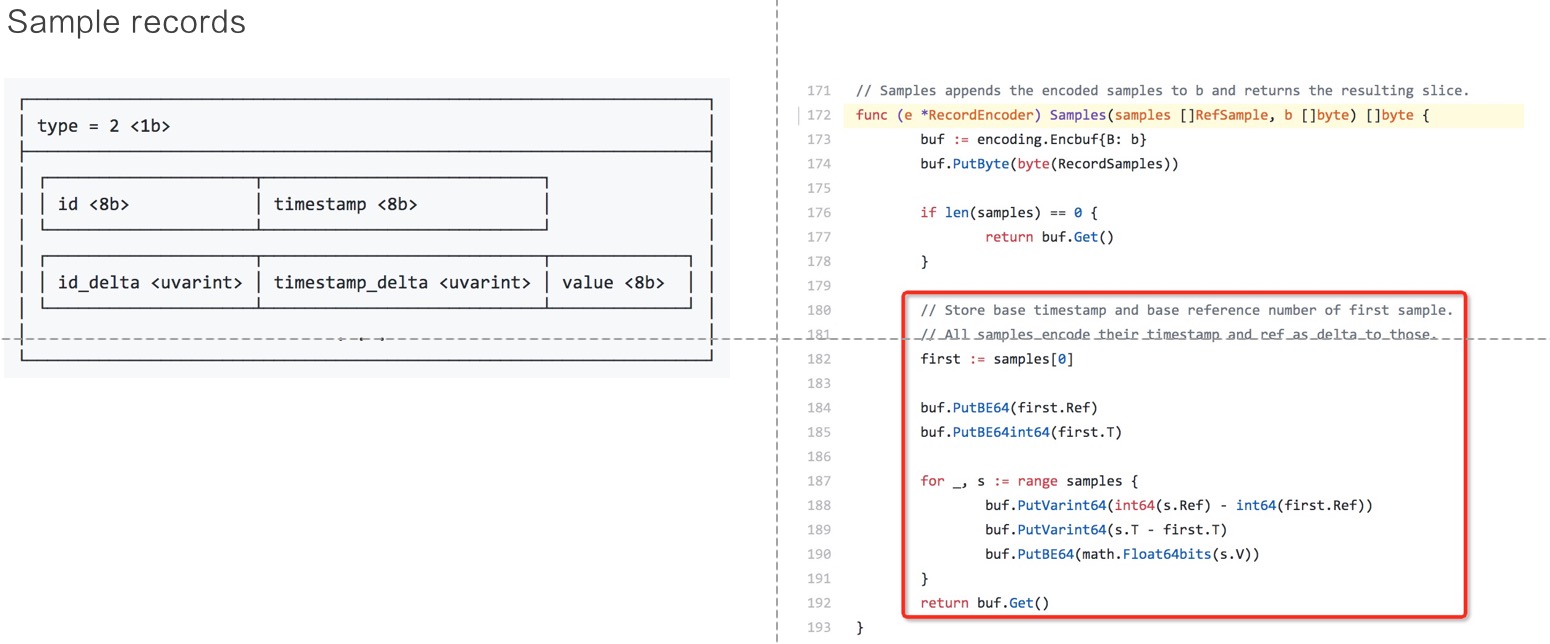 Sample records
type = 2 <1b>
id <8b> timestamp <8b>
id_delta <uvarint> timestamp_delta <uvarint> value <8b>
. . .
171 // Samples appends the encoded samples to b and returns the resulting slice.
172 func (e *RecordEncoder) Samples(samples []RefSample, b []byte) []byte {
173 buf := encoding.Encbuf{B: b}
174 buf.PutByte(byte(RecordSamples))
175
176 if len(samples) == 0 {
177 return buf.Get()
178 }
179
180 // Store base timestamp and base reference number of first sample.
181 // All samples encode their timestamp and ref as delta to those.
182 first := samples[0]
183
184 buf.PutBE64(first.Ref)
185 buf.PutBE64int64(first.T)
186
187 for _, s := range samples {
188 buf.PutVarint64(int64(s.Ref) - int64(first.Ref))
189 buf.PutVarint64(s.T - first.T)
190 buf.PutBE64(math.Float64bits(s.V))
191 }
192 return buf.Get()
193 }